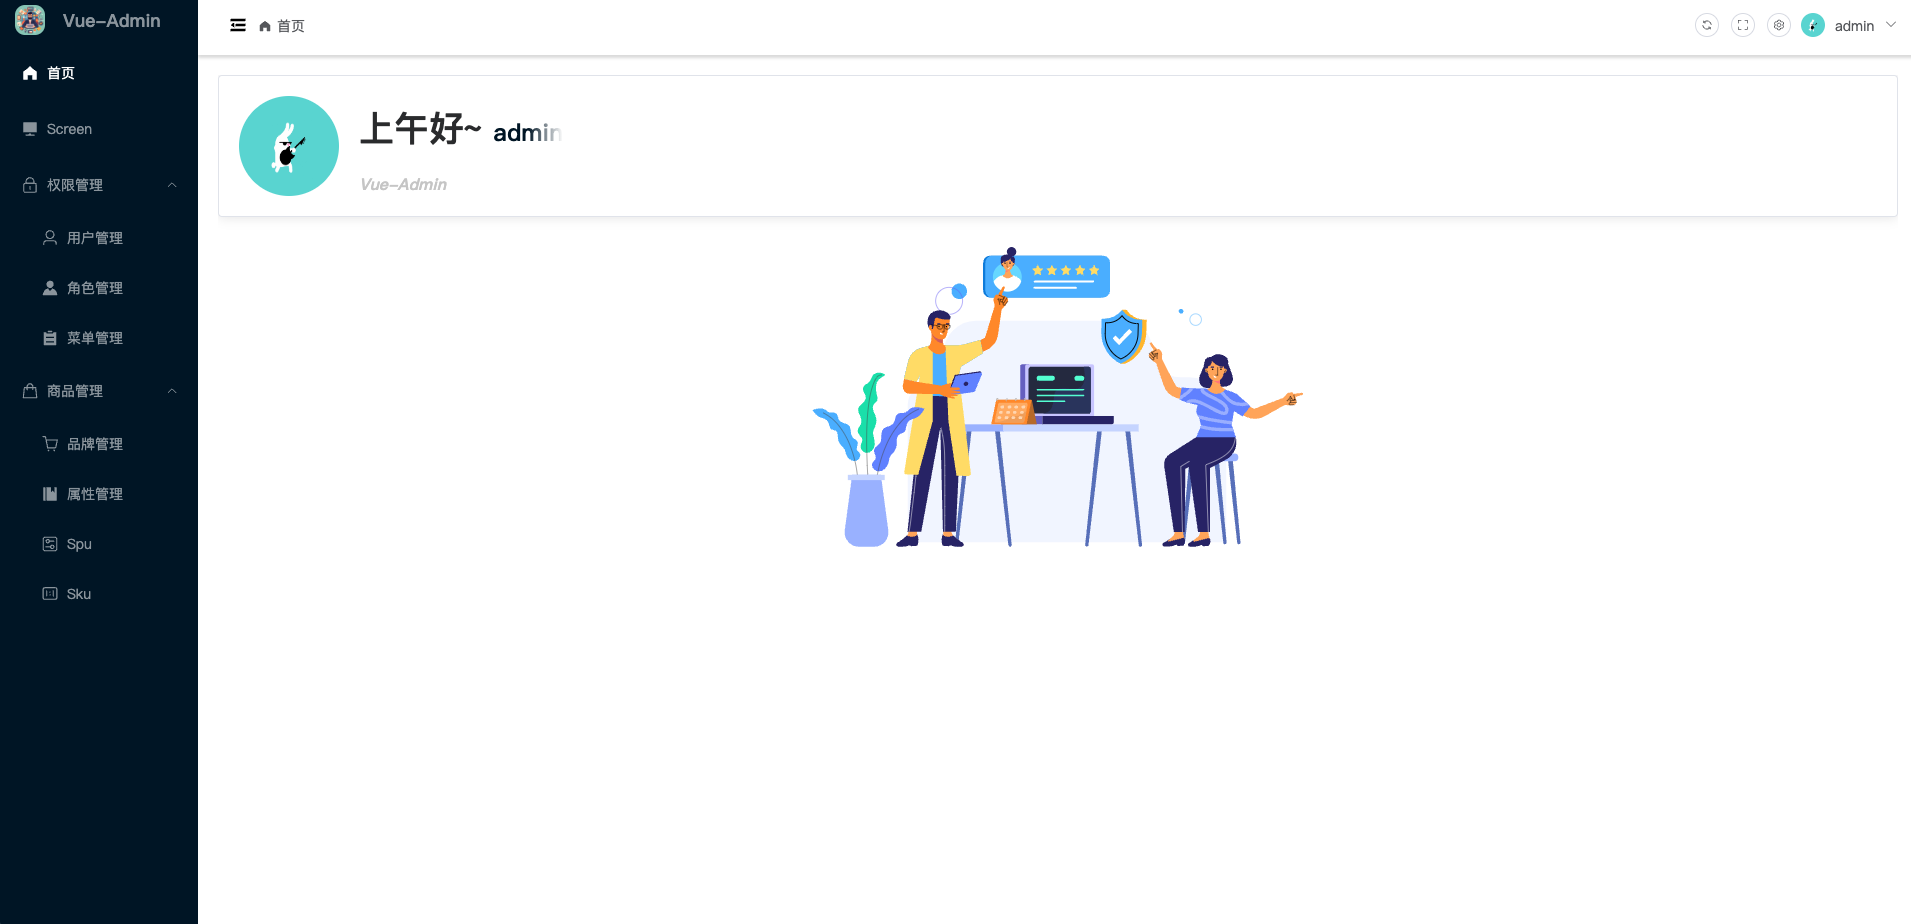 Vue-Admin
首页
Screen
权限管理
用户管理
角色管理
菜单管理
商品管理
品牌管理
属性管理
Spu
Sku
首页
admin
上午好~ admin
Vue-Admin